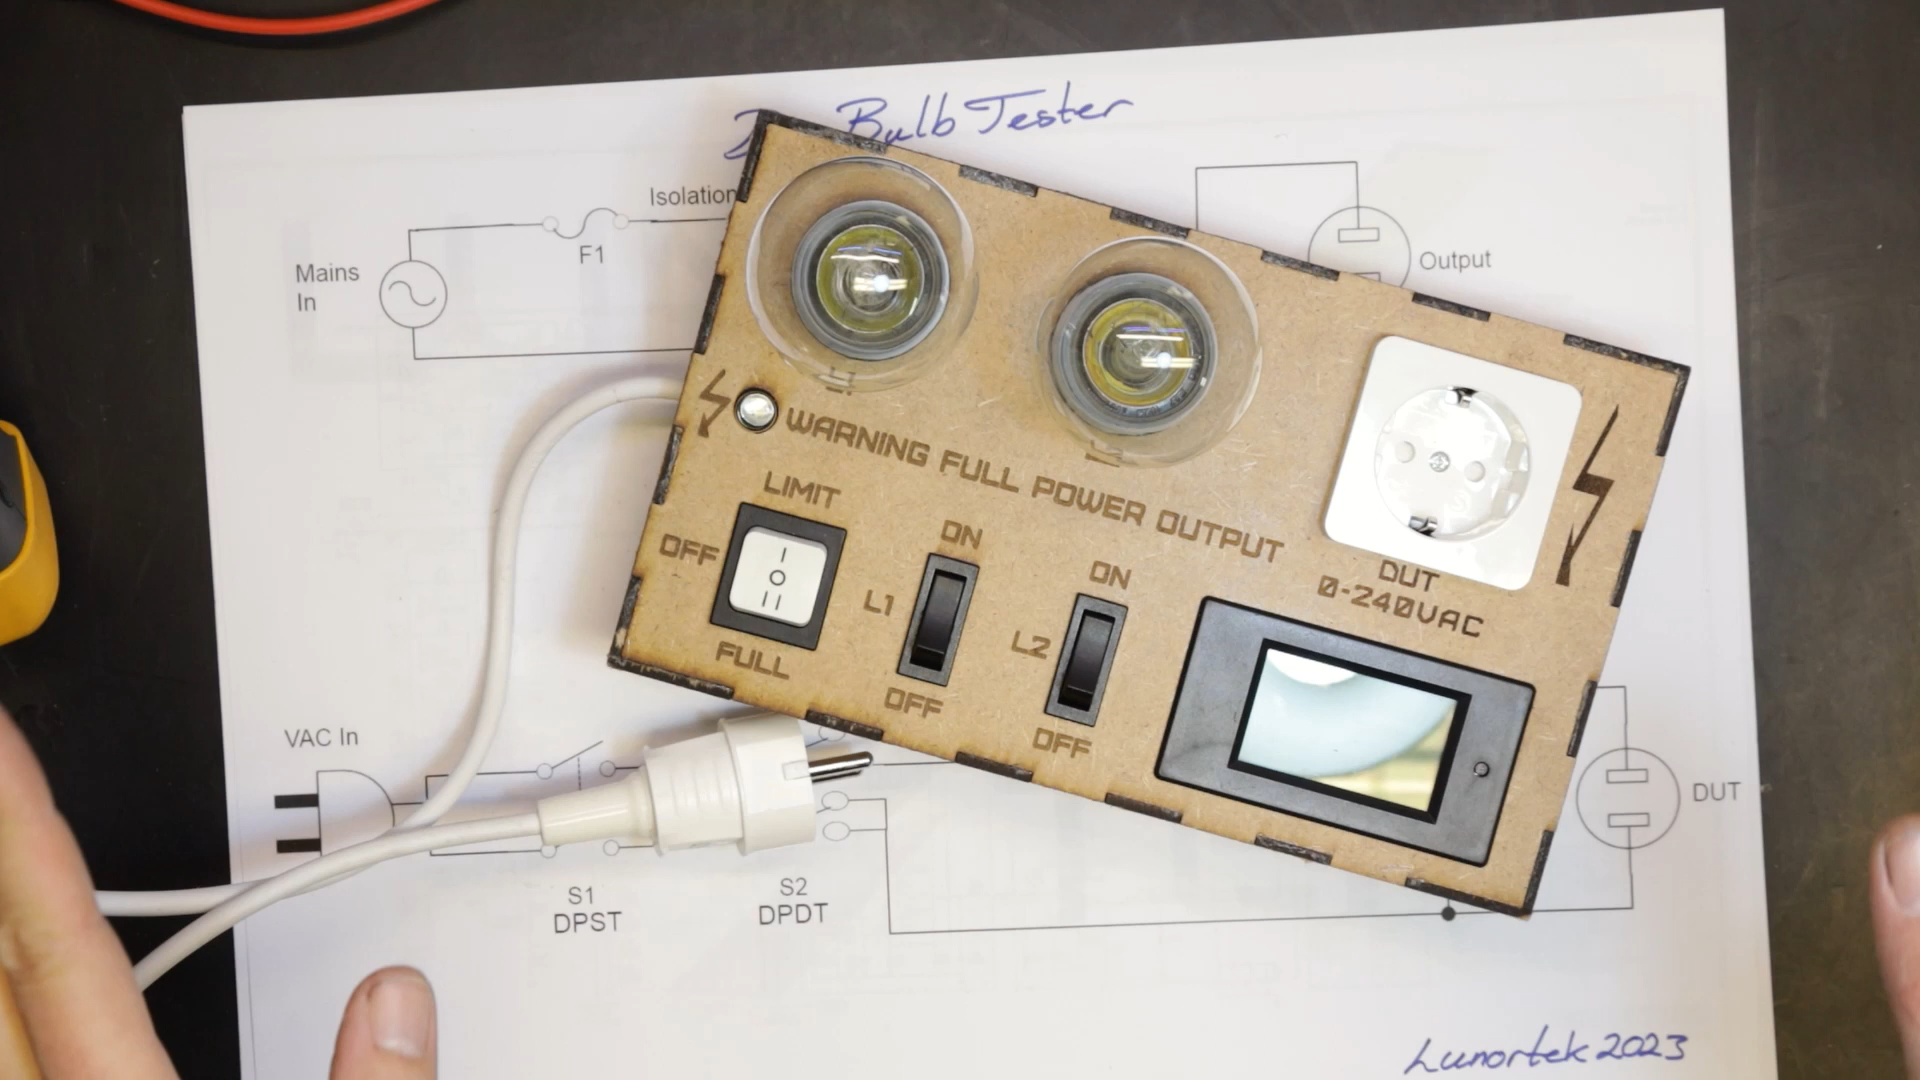 Bulb Tester
Isolation
F1
Mains
In
Output
WARNING FULL POWER OUTPUT
LIMIT
OFF
I
O
II
FULL
ON
L1
OFF
ON
L2
OFF
DUT
0-240VAC
VAC In
S1
DPST
S2
DPDT
DUT
Lunortek 2023